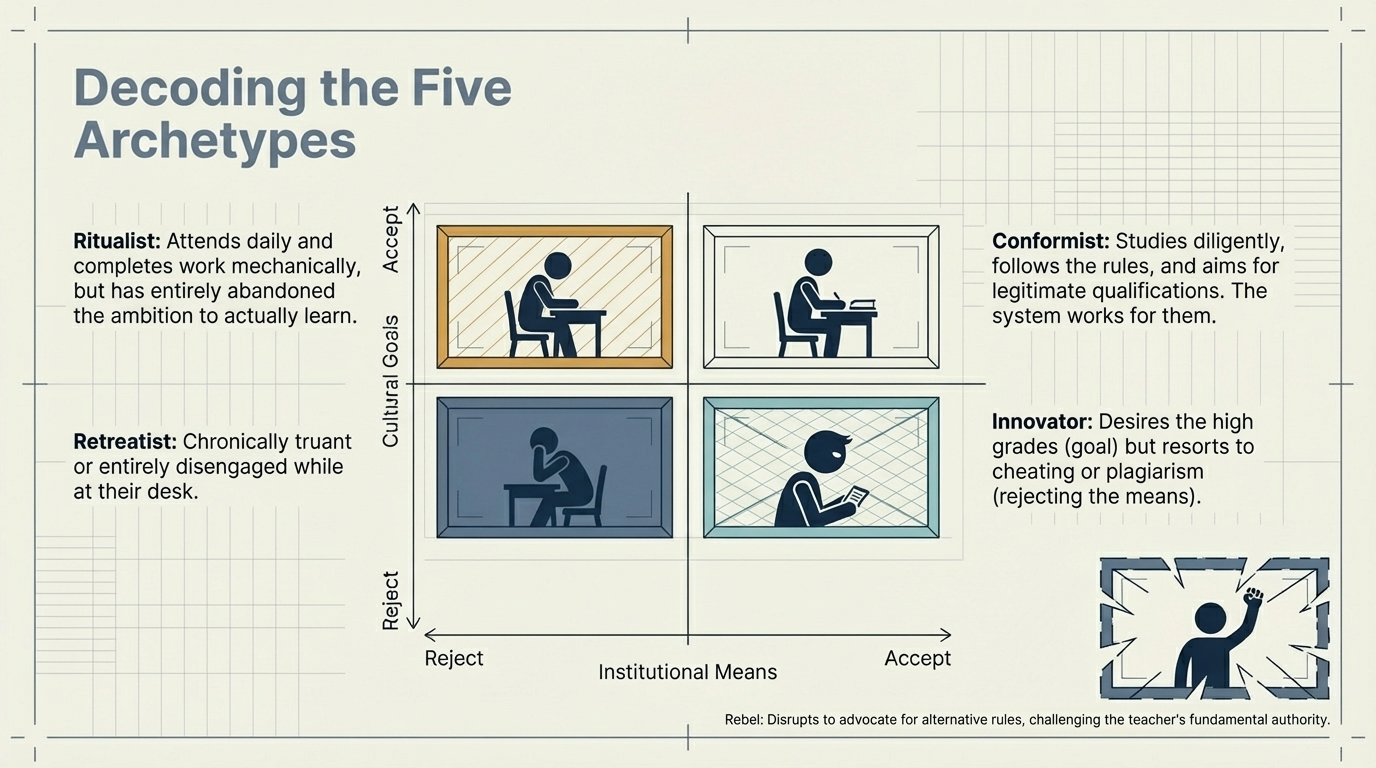 Decoding the Five
Archetypes
Ritualist: Attends daily and
completes work mechanically,
but has entirely abandoned
the ambition to actually learn.
Retreatist: Chronically truant
or entirely disengaged while
at their desk.
Accept
Cultural Goals
Reject
Reject
Institutional Means
Accept
Conformist: Studies diligently,
follows the rules, and aims for
legitimate qualifications. The
system works for them.
Innovator: Desires the high
grades (goal) but resorts to
cheating or plagiarism
(rejecting the means).
Rebel: Disrupts to advocate for alternative rules, challenging the teacher's fundamental authority.